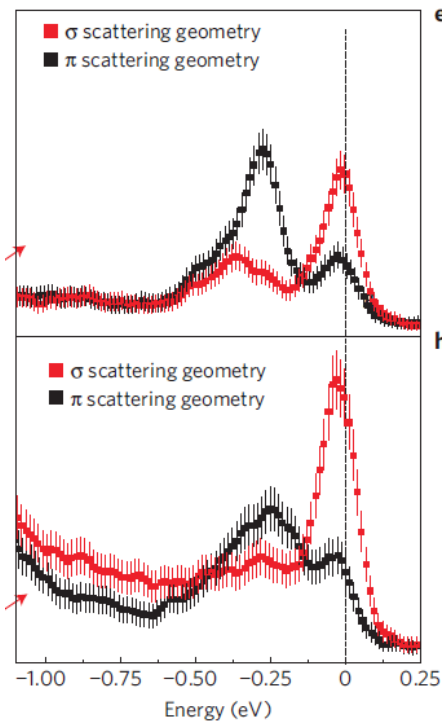 e
σ scattering geometry
π scattering geometry
h
σ scattering geometry
π scattering geometry
−1.00 −0.75 −0.50 −0.25 0 0.25
Energy (eV)